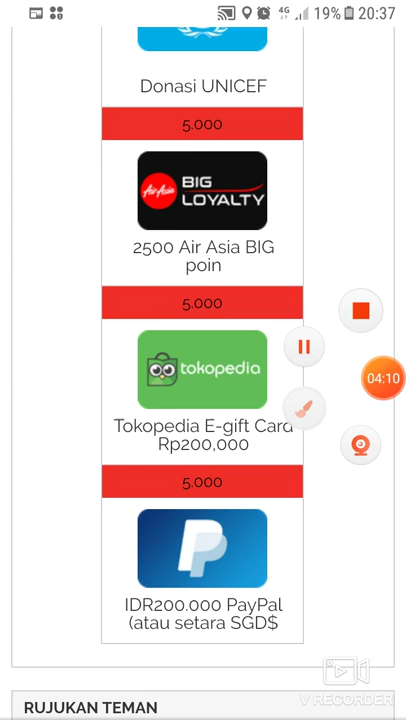 4G 19% 20:37
Donasi UNICEF
5.000
AirAsia BIG
LOYALTY
2500 Air Asia BIG
poin
5.000
tokopedia
Tokopedia E-gift Card
Rp200,000
04:10
5.000
IDR200.000 PayPal
(atau setara SGD$
V RECORDER
RUJUKAN TEMAN